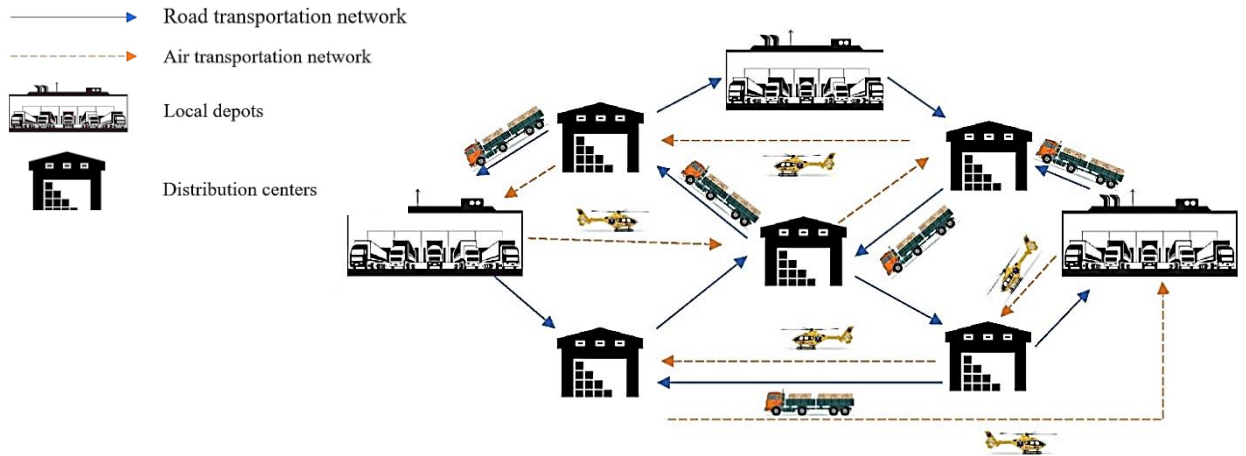 Road transportation network
Air transportation network
Local depots
Distribution centers